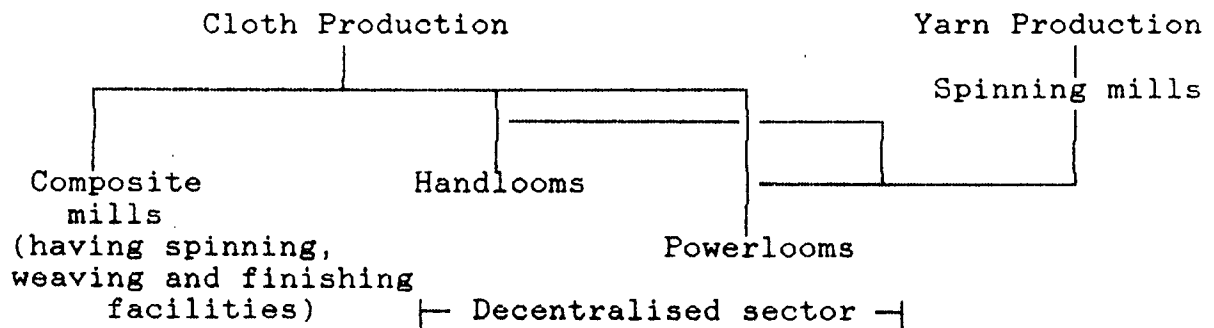 Cloth Production Yarn Production
Spinning mills
Composite Handlooms
mills
(having spinning, Powerlooms
weaving and finishing
facilities) Decentralised sector